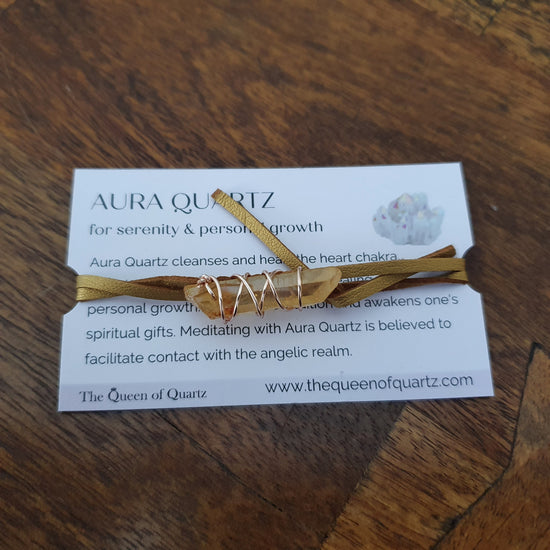 AURA QUARTZ
for serenity & personal growth
Aura Quartz cleanses and heals the heart chakra,
personal growth, intuition and awakens one's
spiritual gifts. Meditating with Aura Quartz is believed to
facilitate contact with the angelic realm.
The Queen of Quartz
www.thequeenofquartz.com